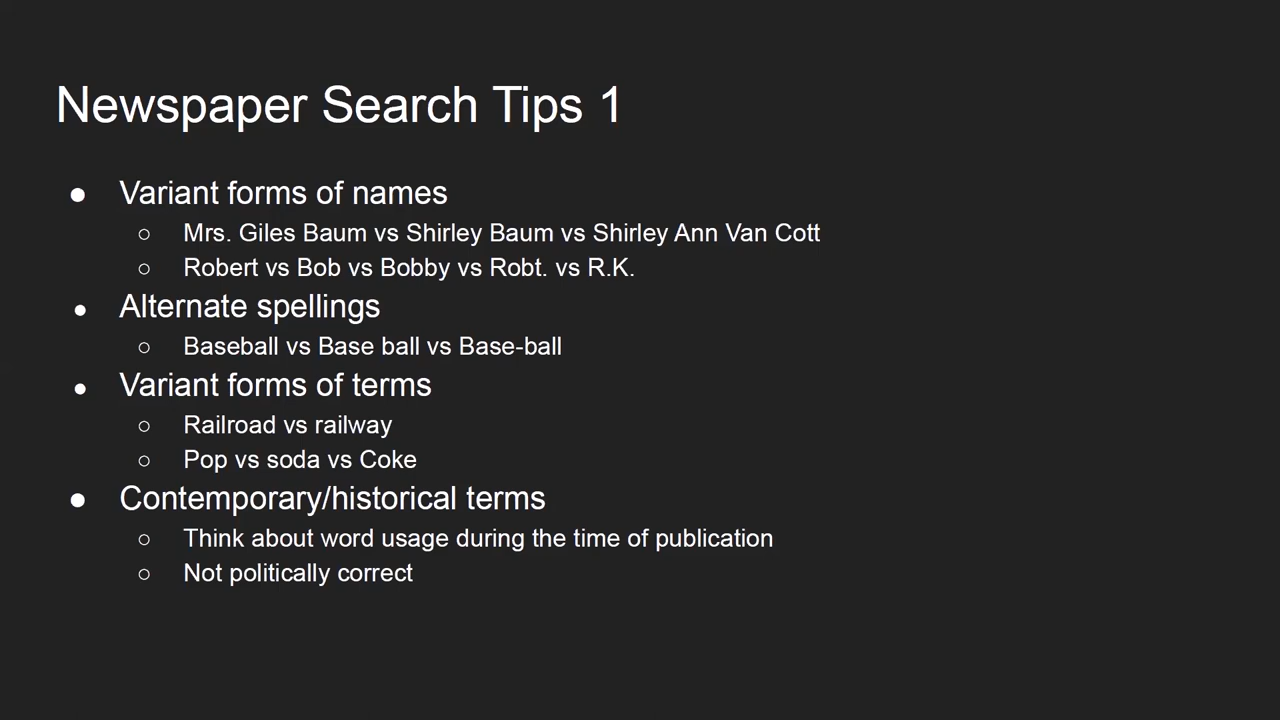 Newspaper Search Tips 1
● Variant forms of names
○ Mrs. Giles Baum vs Shirley Baum vs Shirley Ann Van Cott
○ Robert vs Bob vs Bobby vs Robt. vs R.K.
● Alternate spellings
○ Baseball vs Base ball vs Base-ball
● Variant forms of terms
○ Railroad vs railway
○ Pop vs soda vs Coke
● Contemporary/historical terms
○ Think about word usage during the time of publication
○ Not politically correct